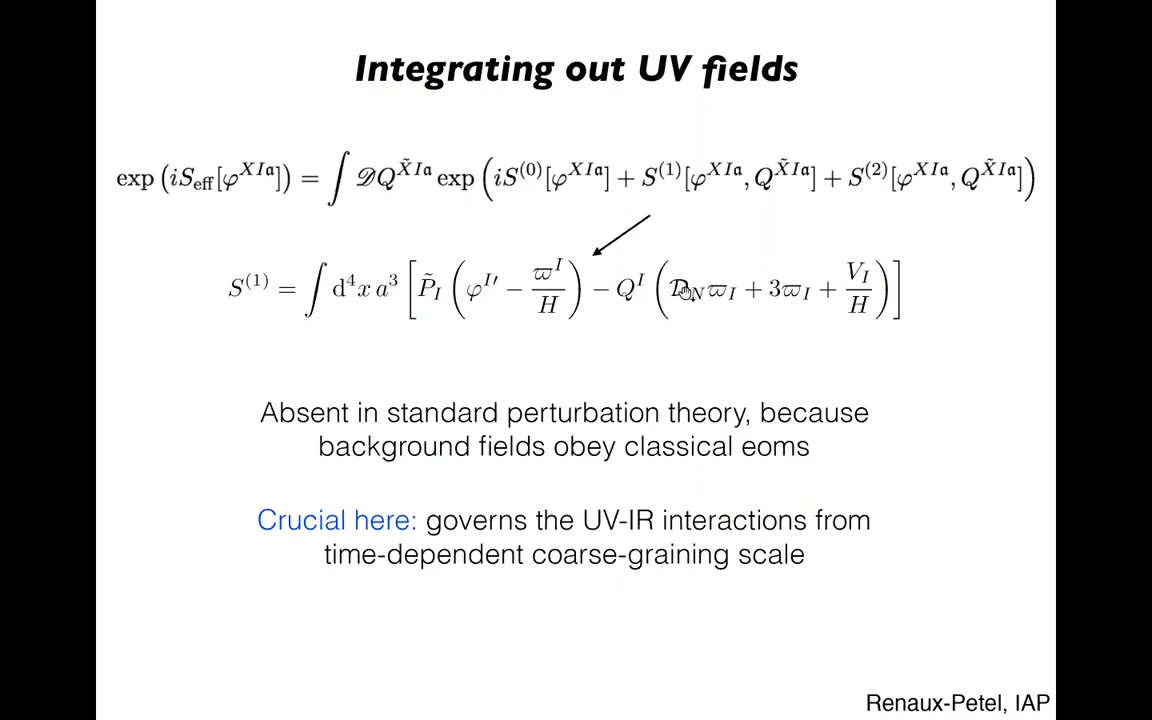 Integrating out UV fields
exp (iS_eff[φ^{XI𝔞}]) = ∫ 𝒟Q^{X̃I𝔞} exp (iS^{(0)}[φ^{XI𝔞}] + S^{(1)}[φ^{XI𝔞}, Q^{X̃I𝔞}] + S^{(2)}[φ^{XI𝔞}, Q^{X̃I𝔞}])
S^{(1)} = ∫ d⁴x a³ [P̃_I (φ^{I′} − ϖ^I/H) − Q^I (𝒟_N ϖ_I + 3ϖ_I + V_I/H)]
Absent in standard perturbation theory, because
background fields obey classical eoms
Crucial here: governs the UV-IR interactions from
time-dependent coarse-graining scale
Renaux-Petel, IAP